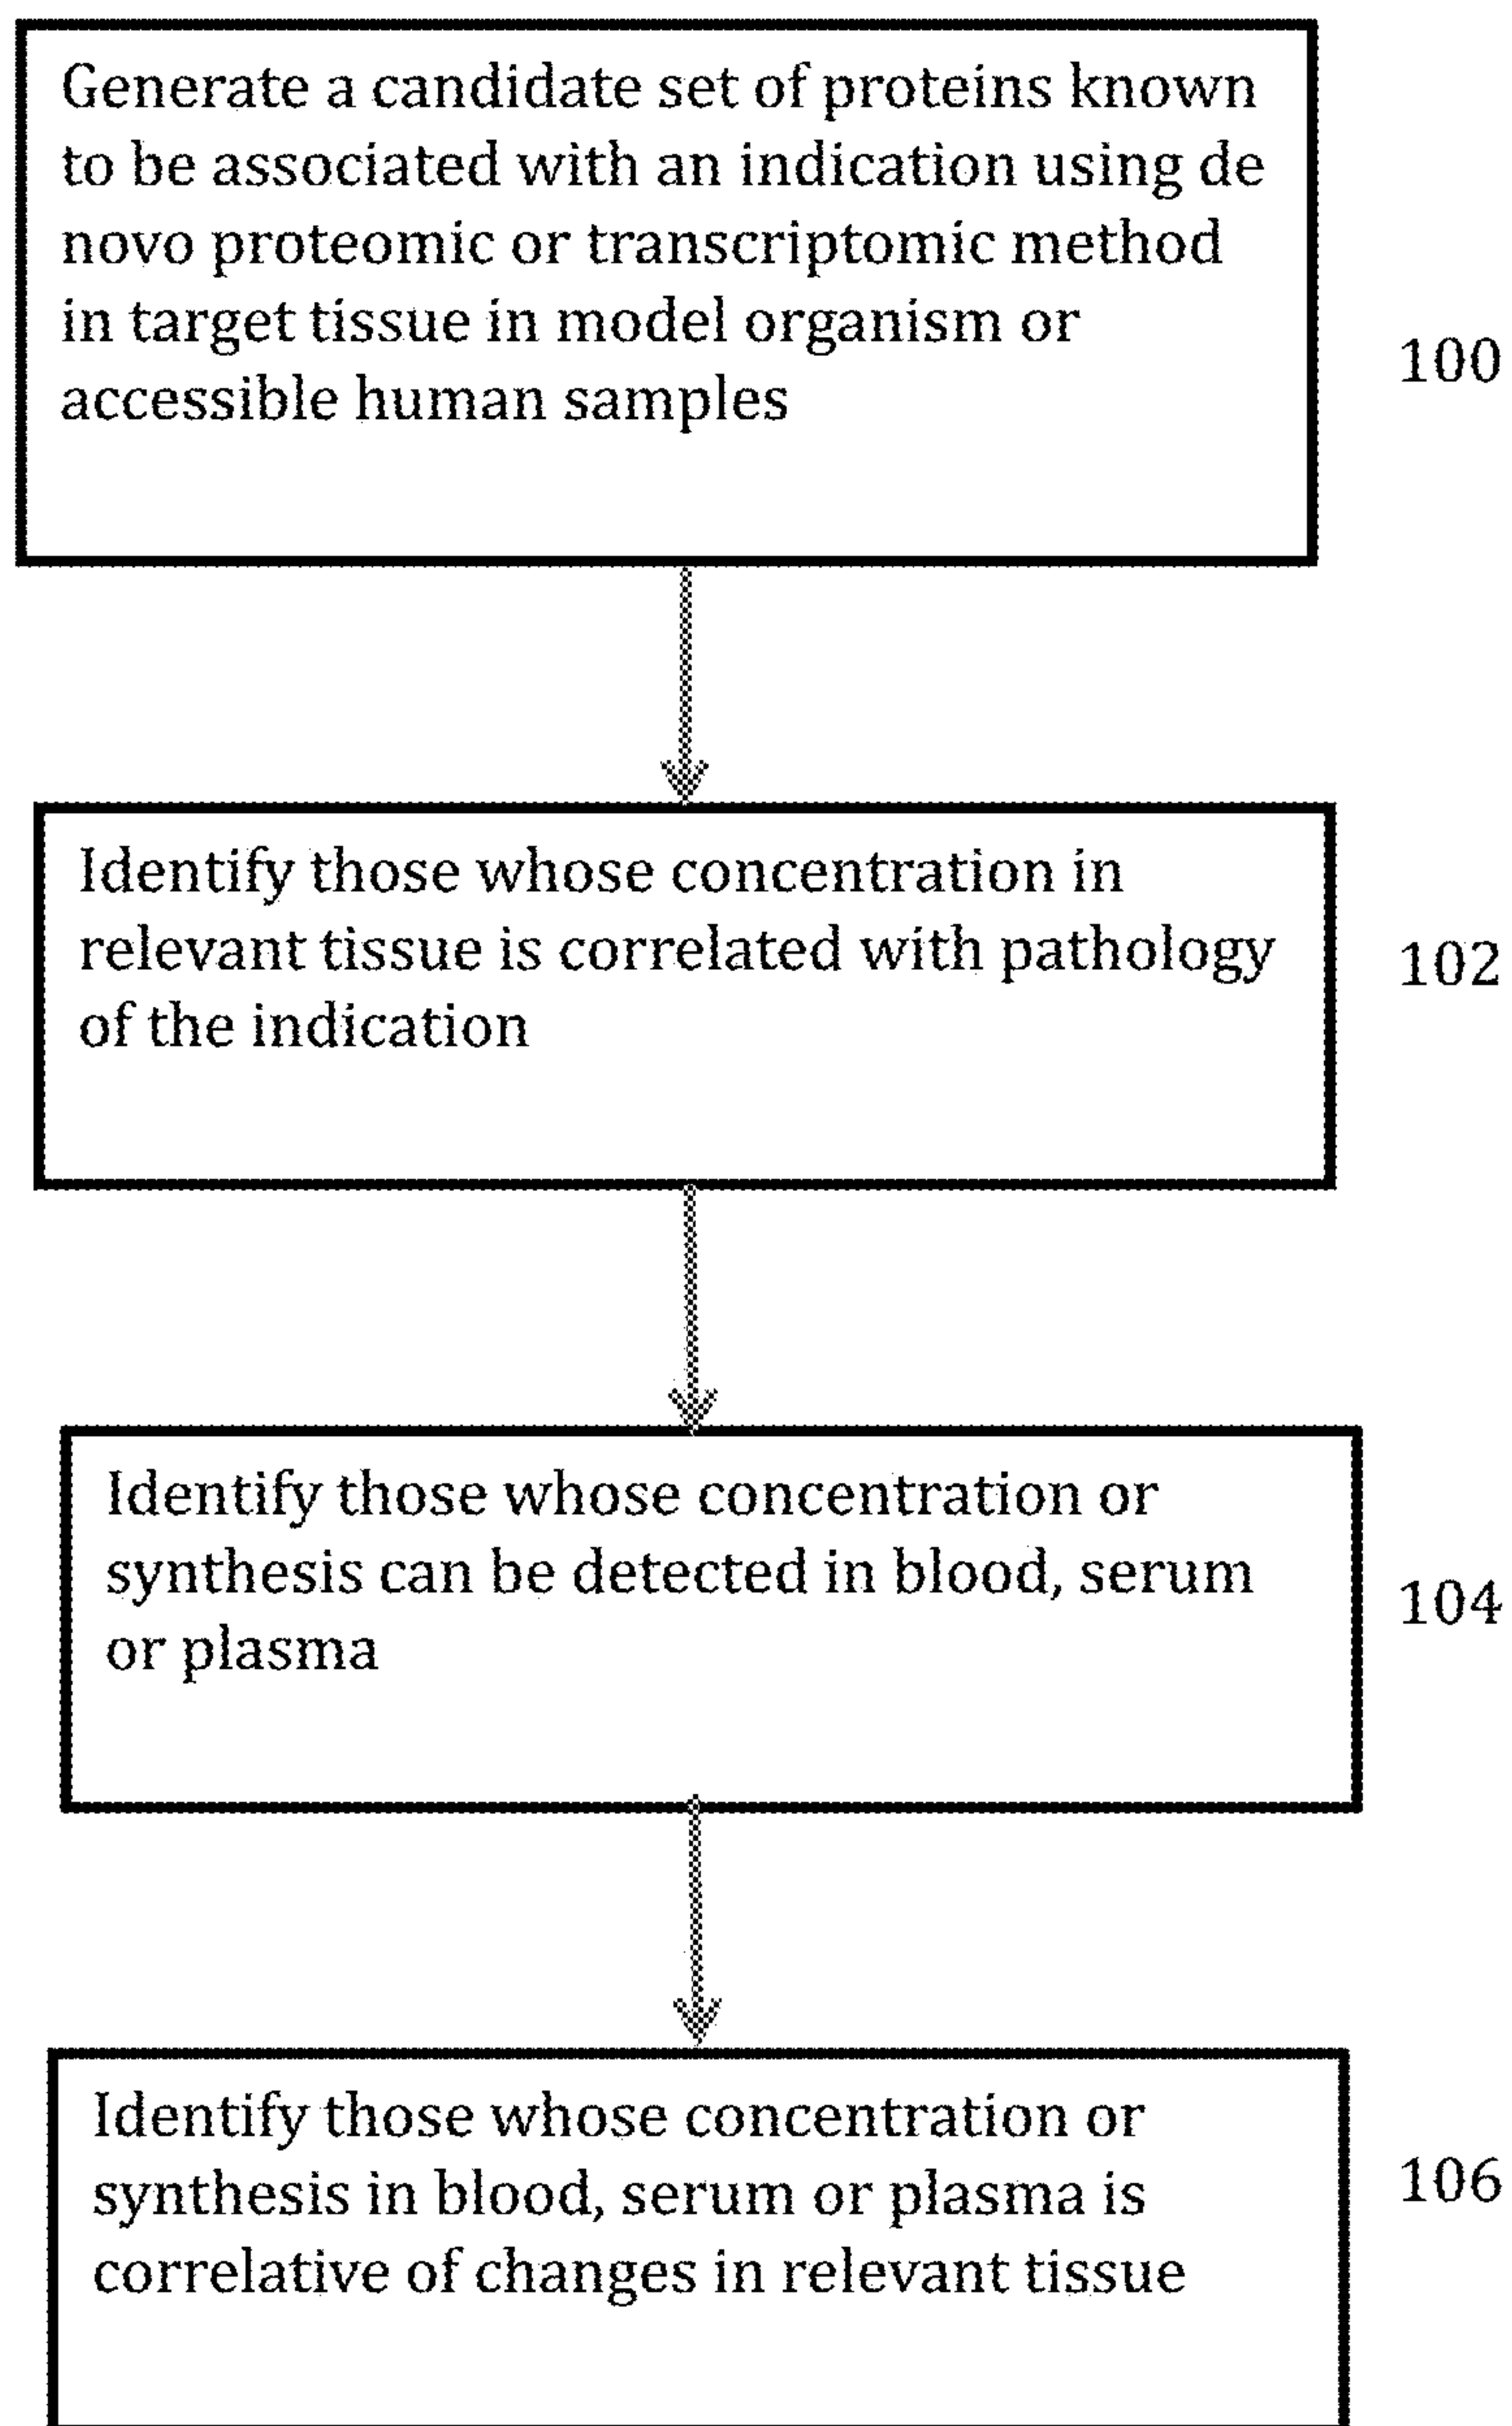 Generate a candidate set of proteins known
to be associated with an indication using de
novo proteomic or transcriptomic method
in target tissue in model organism or
accessible human samples
100
Identify those whose concentration in
relevant tissue is correlated with pathology
of the indication
102
Identify those whose concentration or
synthesis can be detected in blood, serum
or plasma
104
Identify those whose concentration or
synthesis in blood, serum or plasma is
correlative of changes in relevant tissue
106